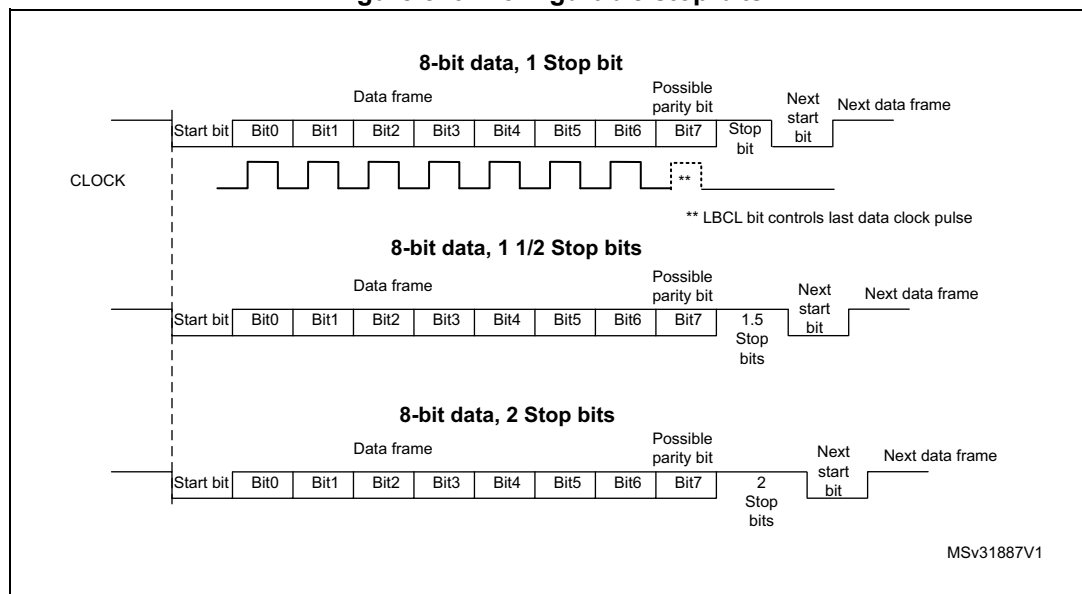 8-bit data, 1 Stop bit
Data frame
Possible
parity bit
Next
start
bit
Next data frame
Start bit Bit0 Bit1 Bit2 Bit3 Bit4 Bit5 Bit6 Bit7 Stop
bit
CLOCK
**
** LBCL bit controls last data clock pulse
8-bit data, 1 1/2 Stop bits
Data frame
Possible
parity bit
Next
start
bit
Next data frame
Start bit Bit0 Bit1 Bit2 Bit3 Bit4 Bit5 Bit6 Bit7 1.5
Stop
bits
8-bit data, 2 Stop bits
Data frame
Possible
parity bit
Next
start
bit
Next data frame
Start bit Bit0 Bit1 Bit2 Bit3 Bit4 Bit5 Bit6 Bit7 2
Stop
bits
MSv31887V1